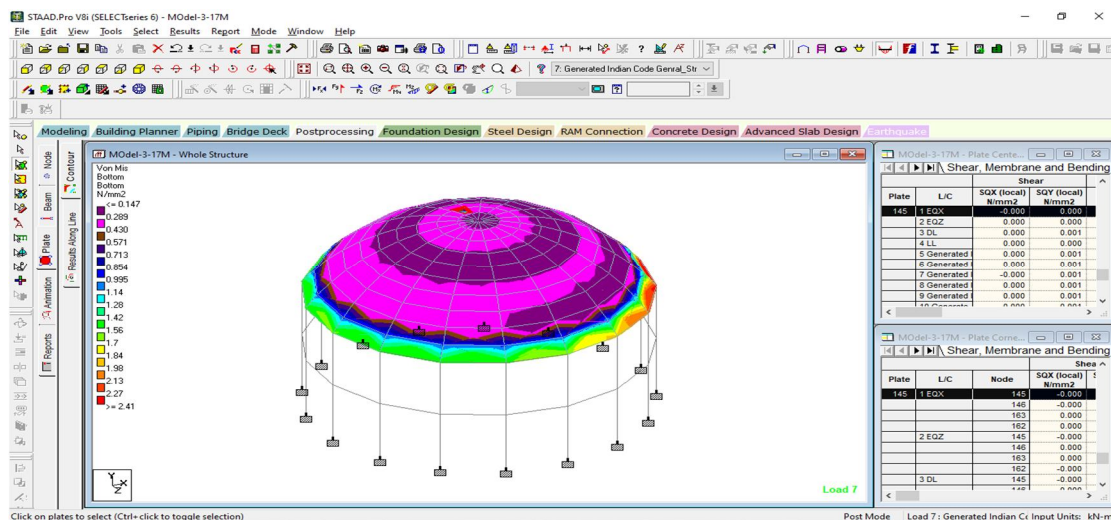 STAAD.Pro V8i (SELECTseries 6) - MOdel-3-17M
File Edit View Tools Select Results Report Mode Window Help
7: Generated Indian Code Genral_Str
Modeling Building Planner Piping Bridge Deck Postprocessing Foundation Design Steel Design RAM Connection Concrete Design Advanced Slab Design Earthquake
Node
Beam
Plate
Animation
Reports
Contour
Results Along Line
MOdel-3-17M - Whole Structure
Von Mis
Bottom
Bottom
N/mm2
<= 0.147
0.289
0.430
0.571
0.713
0.854
0.995
1.14
1.28
1.42
1.56
1.7
1.84
1.98
2.13
2.27
>= 2.41
Y
X
Z
Load 7
MOdel-3-17M - Plate Cente...
Shear, Membrane and Bending
Shear
Plate L/C SQX (local) N/mm2 SQY (local) N/mm2
145 1 EQX -0.000 0.000
2 EQZ 0.000 0.000
3 DL 0.000 0.001
4 LL 0.000 0.000
5 Generated 0.000 0.001
6 Generated 0.000 0.001
7 Generated -0.000 0.001
8 Generated 0.000 0.001
9 Generated 0.000 0.001
MOdel-3-17M - Plate Corne...
Shear, Membrane and Bending
Shea
Plate L/C Node SQX (local) N/mm2
145 1 EQX 145 -0.000
146 -0.000
163 0.000
162 0.000
2 EQZ 145 -0.000
146 0.000
163 0.000
162 -0.000
3 DL 145 -0.000
Click on plates to select (Ctrl+click to toggle selection)
Post Mode Load 7 : Generated Indian Cc Input Units: kN-m